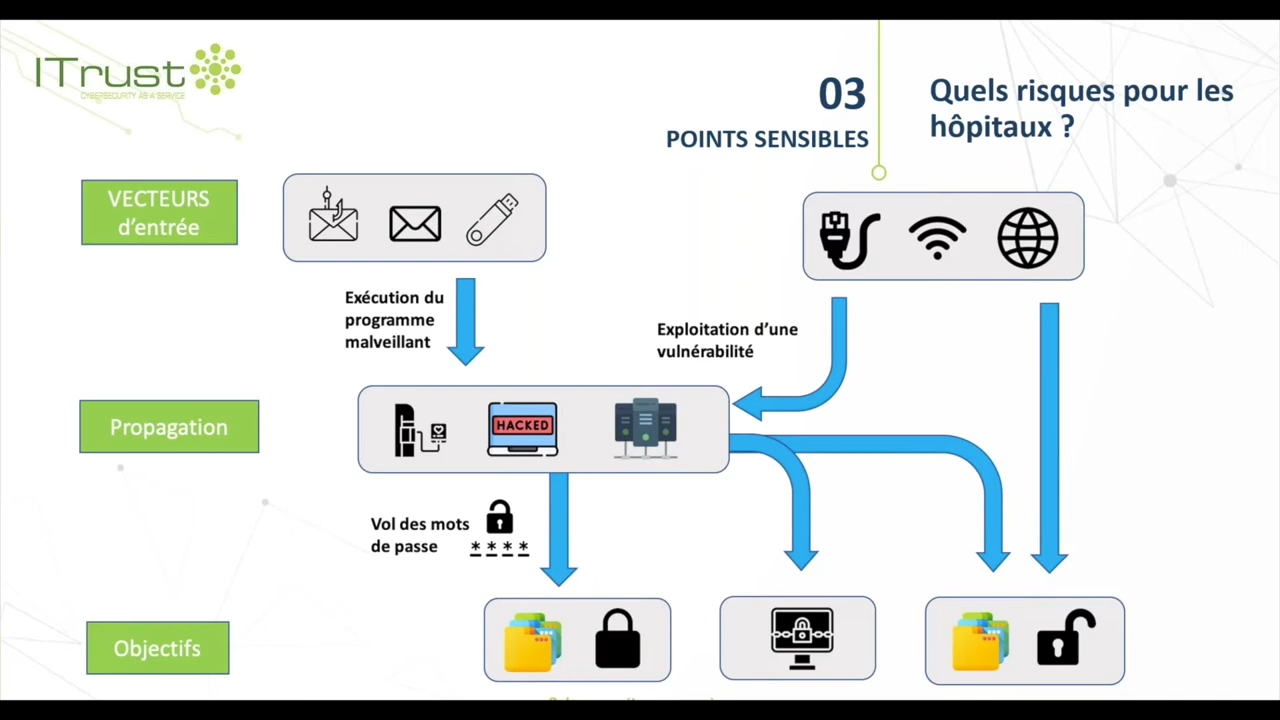 ITrust
CYBERSECURITY AS A SERVICE
03
POINTS SENSIBLES
Quels risques pour les
hôpitaux ?
VECTEURS
d'entrée
Exécution du
programme
malveillant
Exploitation d'une
vulnérabilité
Propagation
HACKED
Vol des mots
de passe
* * * *
Objectifs